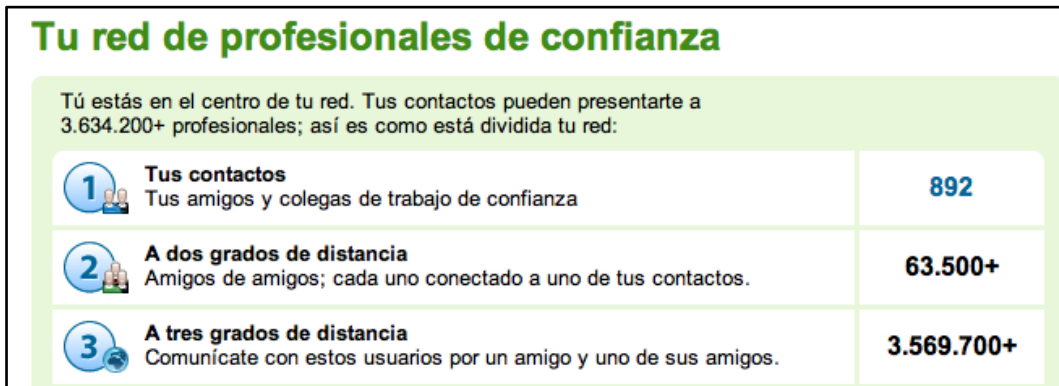 Tu red de profesionales de confianza
Tú estás en el centro de tu red. Tus contactos pueden presentarte a
3.634.200+ profesionales; así es como está dividida tu red:
1
Tus contactos
Tus amigos y colegas de trabajo de confianza
892
2
A dos grados de distancia
Amigos de amigos; cada uno conectado a uno de tus contactos.
63.500+
3
A tres grados de distancia
Comunícate con estos usuarios por un amigo y uno de sus amigos.
3.569.700+